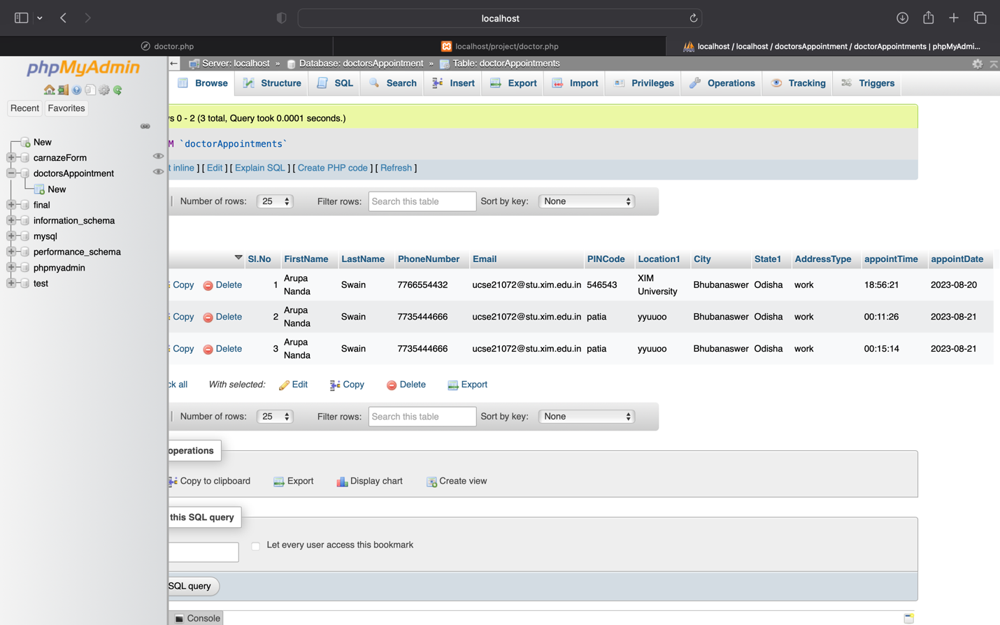 localhost
doctor.php
localhost/project/doctor.php
localhost / localhost / doctorsAppointment / doctorAppointments | phpMyAdmi...
phpMyAdmin
Server: localhost » Database: doctorsAppointment » Table: doctorAppointments
Browse Structure SQL Search Insert Export Import Privileges Operations Tracking Triggers
Recent Favorites
New
carnazeForm
doctorsAppointment
New
final
information_schema
mysql
performance_schema
phpmyadmin
test
s 0 - 2 (3 total, Query took 0.0001 seconds.)
M `doctorAppointments`
t inline ] [ Edit ] [ Explain SQL ] [ Create PHP code ] [ Refresh ]
Number of rows: 25 Filter rows: Search this table Sort by key: None
Sl.No FirstName LastName PhoneNumber Email PINCode Location1 City State1 AddressType appointTime appointDate
Copy Delete 1 Arupa Nanda Swain 7766554432 ucse21072@stu.xim.edu.in 546543 XIM University Bhubanaswer Odisha work 18:56:21 2023-08-20
Copy Delete 2 Arupa Nanda Swain 7735444666 ucse21072@stu.xim.edu.in patia yyuuoo Bhubanaswer Odisha work 00:11:26 2023-08-21
Copy Delete 3 Arupa Nanda Swain 7735444666 ucse21072@stu.xim.edu.in patia yyuuoo Bhubanaswer Odisha work 00:15:14 2023-08-21
ck all With selected: Edit Copy Delete Export
Number of rows: 25 Filter rows: Search this table Sort by key: None
operations
Copy to clipboard Export Display chart Create view
this SQL query
Let every user access this bookmark
SQL query
Console